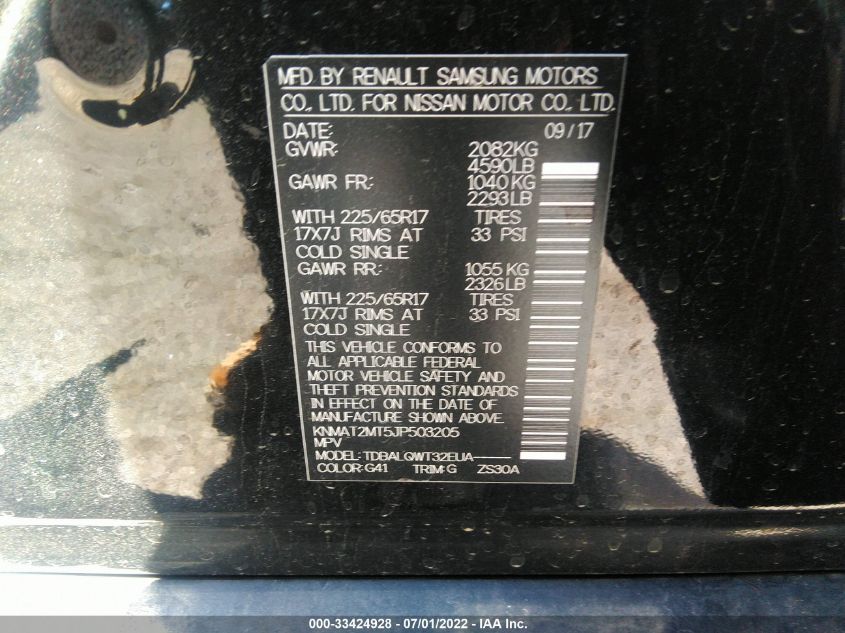 MFD. BY RENAULT SAMSUNG MOTORS
CO., LTD. FOR NISSAN MOTOR CO., LTD.
DATE: 09/17
GVWR: 2082KG
4590LB
GAWR FR: 1040KG
2293LB
WITH 225/65R17 TIRES
17X7J RIMS AT 33 PSI
COLD SINGLE
GAWR RR: 1055KG
2326LB
WITH 225/65R17 TIRES
17X7J RIMS AT 33 PSI
COLD SINGLE
THIS VEHICLE CONFORMS TO
ALL APPLICABLE FEDERAL
MOTOR VEHICLE SAFETY AND
THEFT PREVENTION STANDARDS
IN EFFECT ON THE DATE OF
MANUFACTURE SHOWN ABOVE.
KNMAT2MT5JP503205
MPV
MODEL: TDBALQWT32EUA-----
COLOR: G41 TRIM: G ZS30A
000-33424928 - 07/01/2022 - IAA Inc.